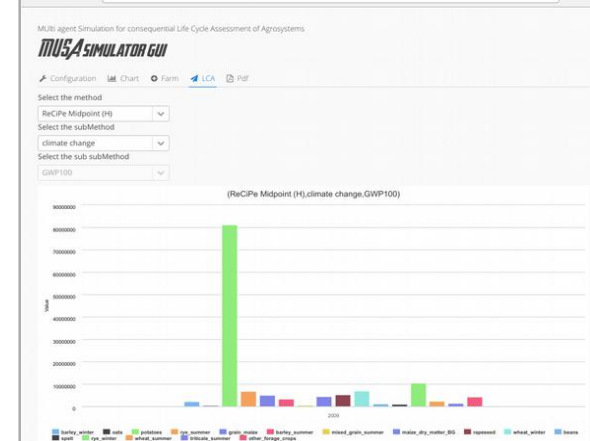 MUlti agent Simulation for consequential Life Cycle Assessment of Agrosystems
MUSA SIMULATOR GUI
Configuration Chart Farm LCA Pdf
Select the method
ReCiPe Midpoint (H)
Select the subMethod
climate change
Select the sub subMethod
GWP100
(ReCiPe Midpoint (H),climate change,GWP100)
90000000
80000000
70000000
60000000
50000000
Value
40000000
30000000
20000000
10000000
0
2009
barley_winter oats potatoes rye_summer grain_maize barley_summer mixed_grain_summer maize_dry_matter_BG rapeseed wheat_winter beans
spelt rye_winter wheat_summer triticale_summer other_forage_crops